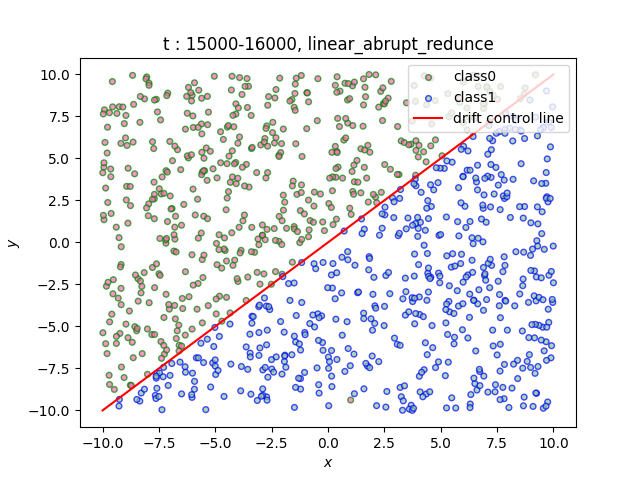 t : 15000-16000, linear_abrupt_redunce
class0
class1
drift control line
y
10.0
7.5
5.0
2.5
0.0
−2.5
−5.0
−7.5
−10.0
−10.0 −7.5 −5.0 −2.5 0.0 2.5 5.0 7.5 10.0
x